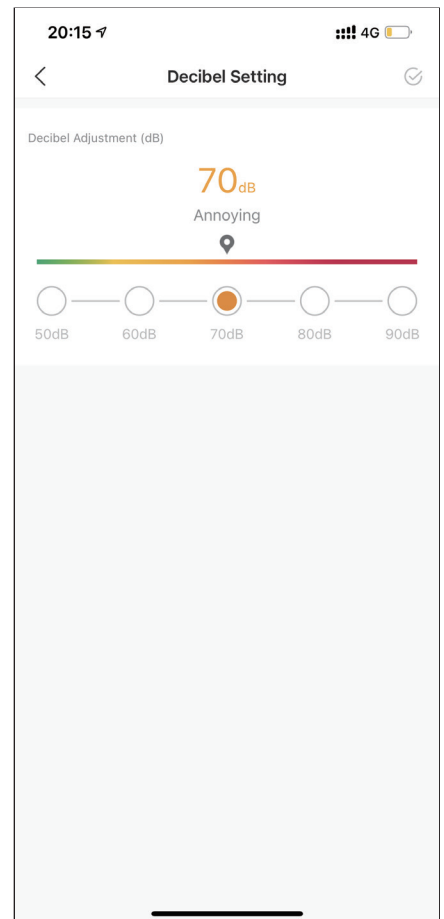 20:15 4G
Decibel Setting
Decibel Adjustment (dB)
70dB
Annoying
50dB 60dB 70dB 80dB 90dB